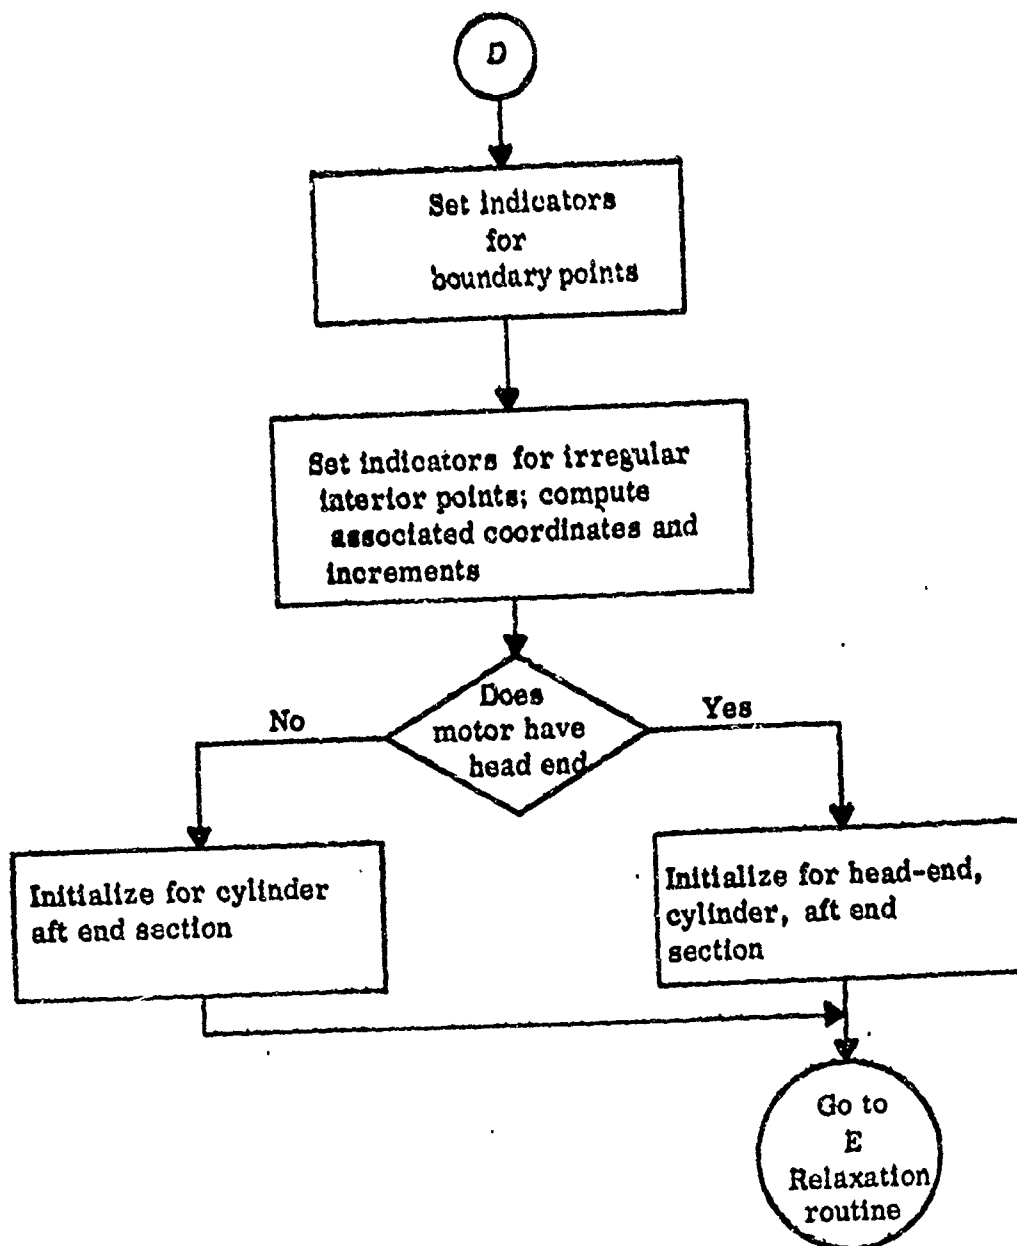 D
Set indicators
for
boundary points
Set indicators for irregular
interior points; compute
associated coordinates and
increments
Does
motor have
head end
No
Yes
Initialize for cylinder
aft end section
Initialize for head-end,
cylinder, aft end
section
Go to
E
Relaxation
routine